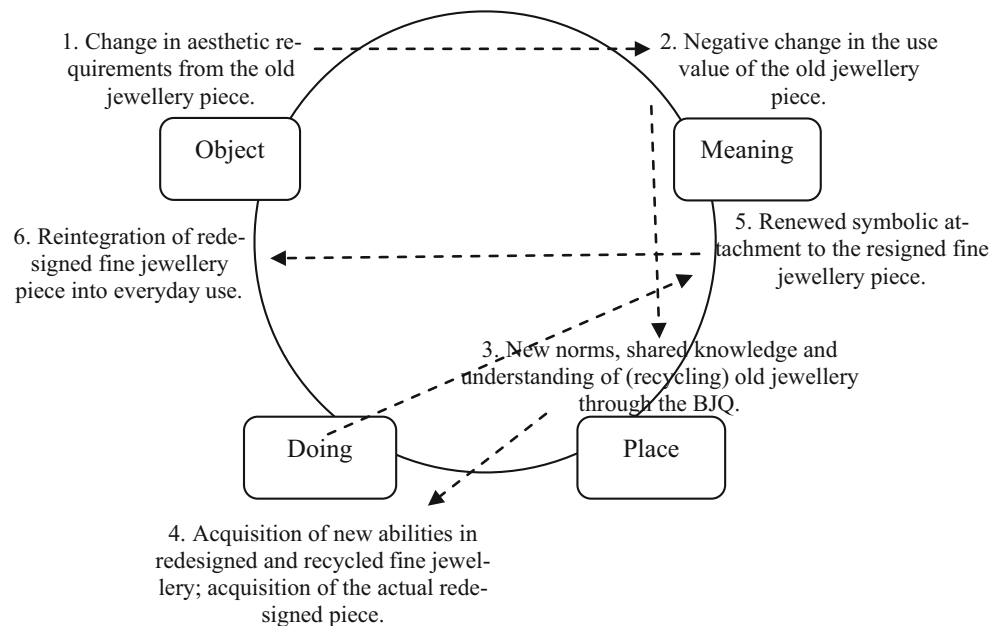 1. Change in aesthetic re-
quirements from the old
jewellery piece.
2. Negative change in the use
value of the old jewellery
piece.
Object
Meaning
6. Reintegration of rede-
signed fine jewellery
piece into everyday use.
5. Renewed symbolic at-
tachment to the resigned fine
jewellery piece.
3. New norms, shared knowledge and
understanding of (recycling) old jewellery
through the BJQ.
Doing
Place
4. Acquisition of new abilities in
redesigned and recycled fine jewel-
lery; acquisition of the actual rede-
signed piece.